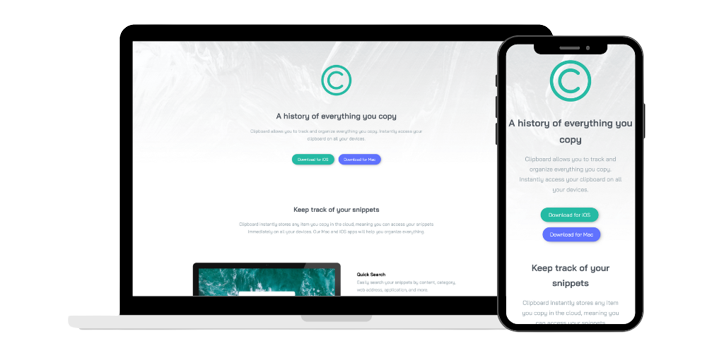 A history of everything you copy
Clipboard allows you to track and organize everything you copy. Instantly access your
clipboard on all your devices.
Download for iOS
Download for Mac
Keep track of your snippets
Clipboard instantly stores any item you copy in the cloud, meaning you can access your snippets
immediately on all your devices. Our Mac and iOS apps will help you organize everything.
Quick Search
Easily search your snippets by content, category,
web address, application, and more.
A history of everything you
copy
Clipboard allows you to track and
organize everything you copy.
Instantly access your clipboard on all
your devices.
Download for iOS
Download for Mac
Keep track of your
snippets
Clipboard instantly stores any item
you copy in the cloud, meaning you
can access your snippets